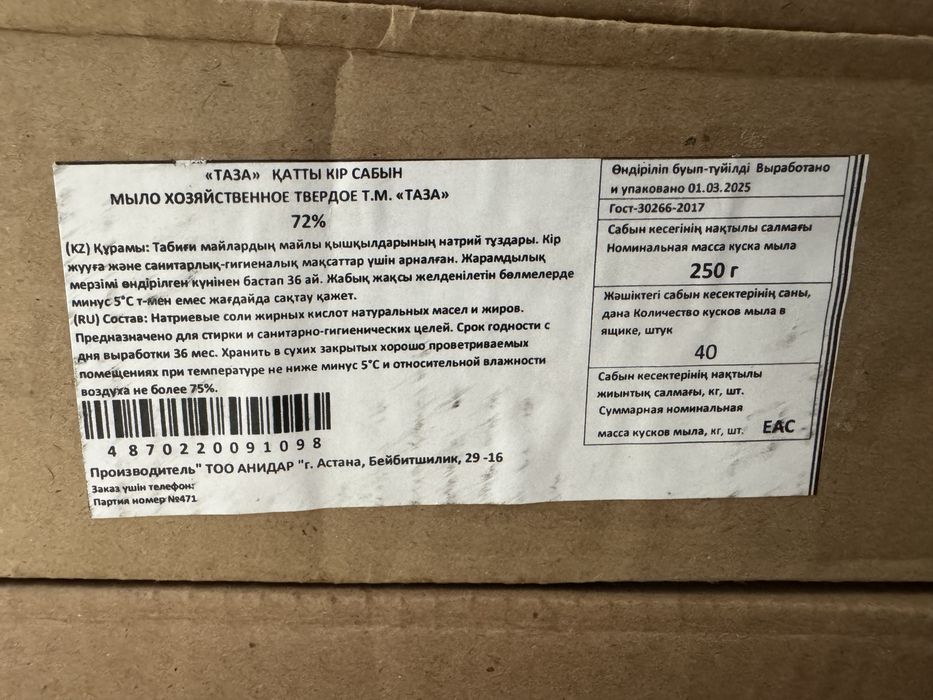 «ТАЗА» ҚАТТЫ КІР САБЫН
МЫЛО ХОЗЯЙСТВЕННОЕ ТВЕРДОЕ Т.М. «ТАЗА»
72%
(KZ) Құрамы: Табиғи майлардың майлы қышқылдарының натрий тұздары. Кір
жууға және санитарлық-гигиеналық мақсаттар үшін арналған. Жарамдылық
мерзімі өндірілген күнінен бастап 36 ай. Жабық жақсы желденілетін бөлмелерде
минус 5°С т-мен емес жағдайда сақтау қажет.
(RU) Состав: Натриевые соли жирных кислот натуральных масел и жиров.
Предназначено для стирки и санитарно-гигиенических целей. Срок годности с
дня выработки 36 мес. Хранить в сухих закрытых хорошо проветриваемых
помещениях при температуре не ниже минус 5°С и относительной влажности
воздуха не более 75%.
4870220091098
Производитель" ТОО АНИДАР "г. Астана, Бейбитшилик, 29 -16
Заказ үшін телефон:
Партия номер №471
Өндіріліп буып-түйілді Выработано
и упаковано 01.03.2025
Гост-30266-2017
Сабын кесегінің нақтылы салмағы
Номинальная масса куска мыла
250 г
Жәшіктегі сабын кесектерінің саны,
дана Количество кусков мыла в
ящике, штук
40
Сабын кесектерінің нақтылы
жиынтық салмағы, кг, шт.
Суммарная номинальная
масса кусков мыла, кг, шт. ЕАС